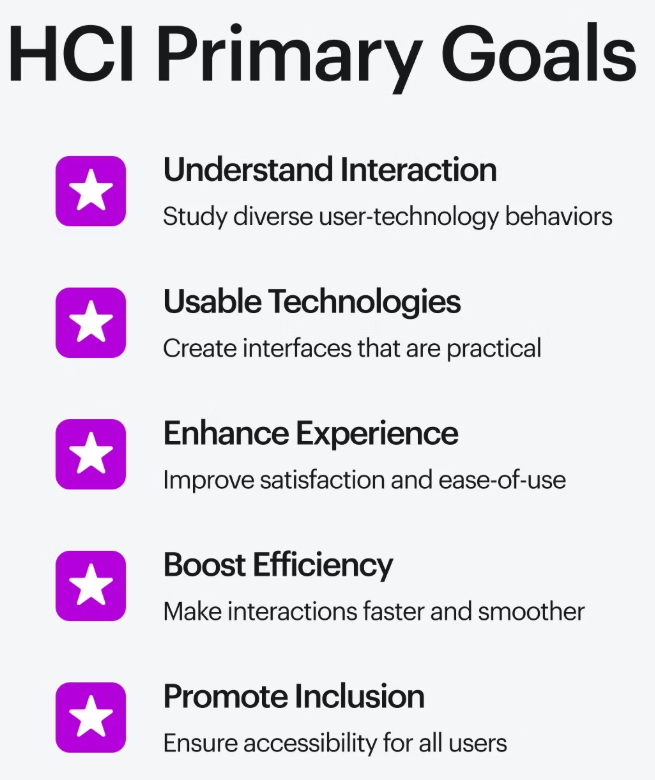 HCI Primary Goals
Understand Interaction
Study diverse user-technology behaviors
Usable Technologies
Create interfaces that are practical
Enhance Experience
Improve satisfaction and ease-of-use
Boost Efficiency
Make interactions faster and smoother
Promote Inclusion
Ensure accessibility for all users